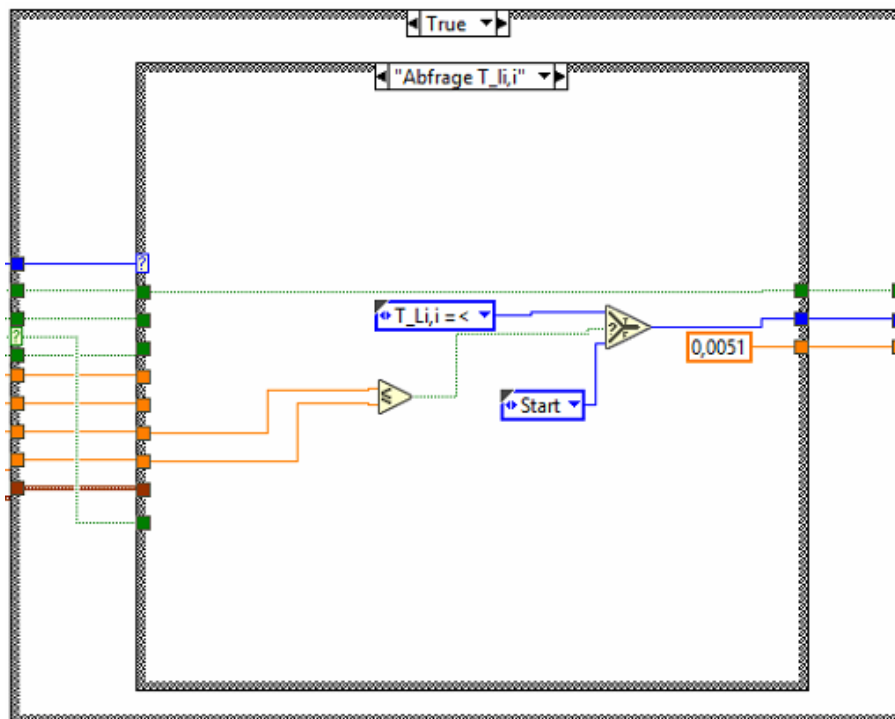 True
"Abfrage T_li,i"
?
?
T_Li,i =<
?
T
F
≤
0,0051
Start